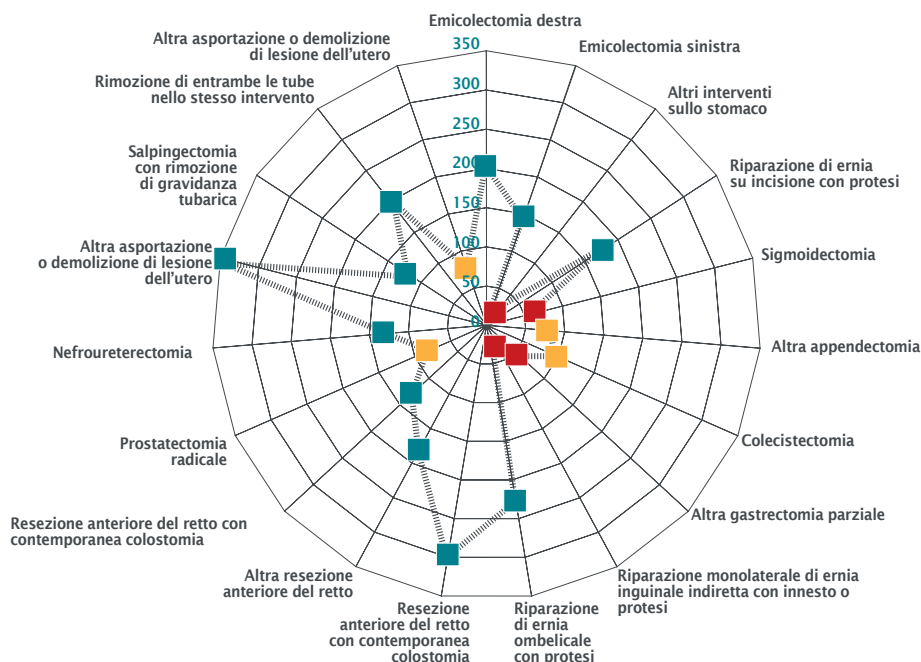 Emicolectomia destra
Emicolectomia sinistra
Altri interventi
sullo stomaco
Riparazione di ernia
su incisione con protesi
Sigmoidectomia
Altra appendectomia
Colecistectomia
Altra gastrectomia parziale
Riparazione monolaterale di ernia
inguinale indiretta con innesto o
protesi
Riparazione
di ernia
ombelicale
con protesi
Resezione
anteriore del retto
con contemporanea
colostomia
Altra resezione
anteriore del retto
Resezione anteriore del retto con
contemporanea colostomia
Prostatectomia
radicale
Nefroureterectomia
Altra asportazione
o demolizione di lesione
dell'utero
Salpingectomia
con rimozione
di gravidanza
tubarica
Rimozione di entrambe le tube
nello stesso intervento
Altra asportazione o demolizione
di lesione dell'utero
350
300
250
200
150
100
50
0